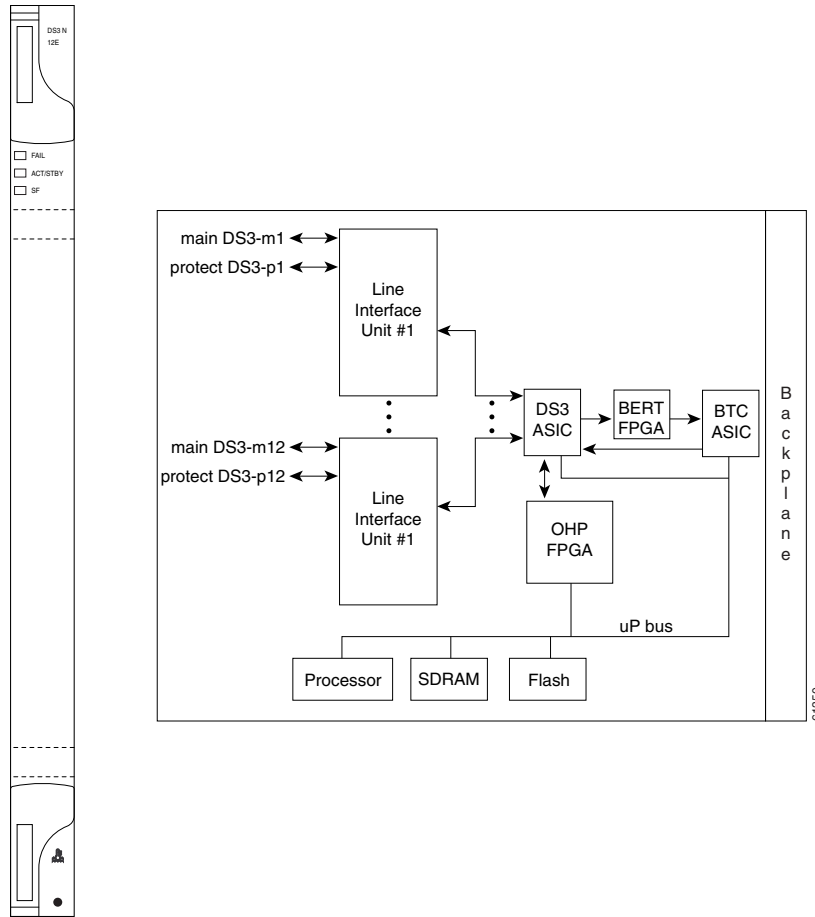 DS3 N
12E
FAIL
ACT/STBY
SF
main DS3-m1
protect DS3-p1
Line
Interface
Unit #1
main DS3-m12
protect DS3-p12
Line
Interface
Unit #1
DS3
ASIC
BERT
FPGA
BTC
ASIC
OHP
FPGA
uP bus
Processor
SDRAM
Flash
Backplane